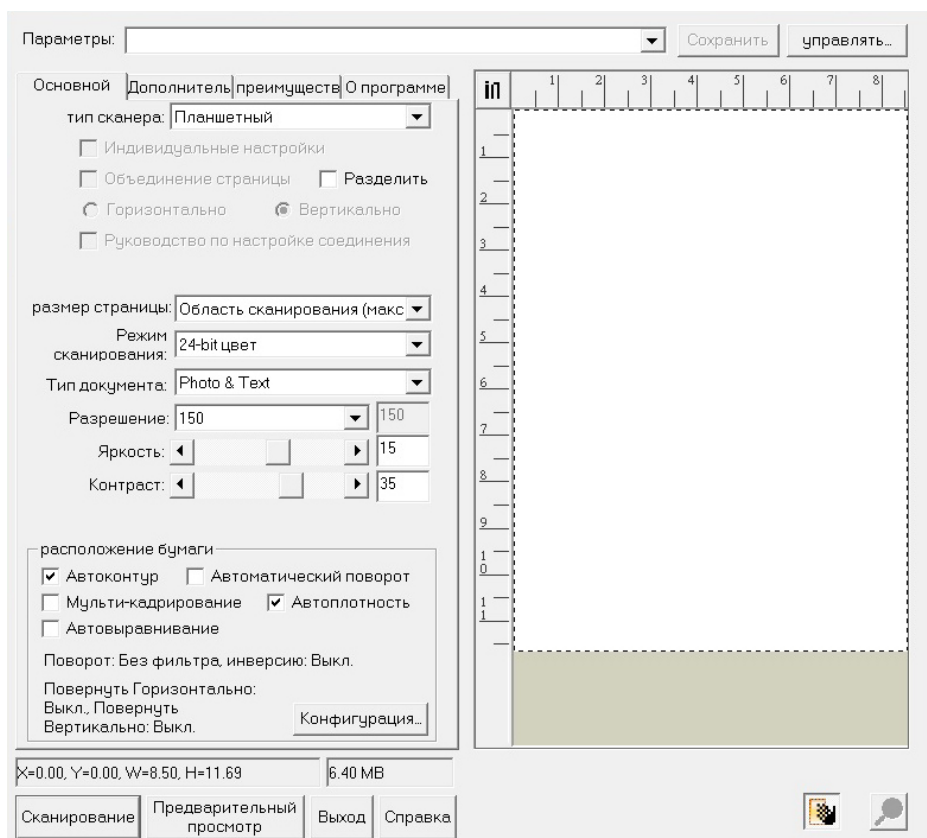 Параметры:
Сохранить
управлять...
Основной Дополнитель преимуществ О программе
тип сканера: Планшетный
Индивидуальные настройки
Объединение страницы Разделить
Горизонтально Вертикально
Руководство по настройке соединения
размер страницы: Область сканирования (макс
Режим
сканирования: 24-bit цвет
Тип документа: Photo & Text
Разрешение: 150 150
Яркость: 15
Контраст: 35
расположение бумаги
Автоконтур Автоматический поворот
Мульти-кадрирование Автоплотность
Автовыравнивание
Поворот: Без фильтра, инверсию: Выкл.
Повернуть Горизонтально:
Выкл., Повернуть
Вертикально: Выкл.
Конфигурация...
X=0.00, Y=0.00, W=8.50, H=11.69 6.40 MB
Сканирование
Предварительный
просмотр
Выход
Справка
in 1 2 3 4 5 6 7 8
1
2
3
4
5
6
7
8
9
10
11